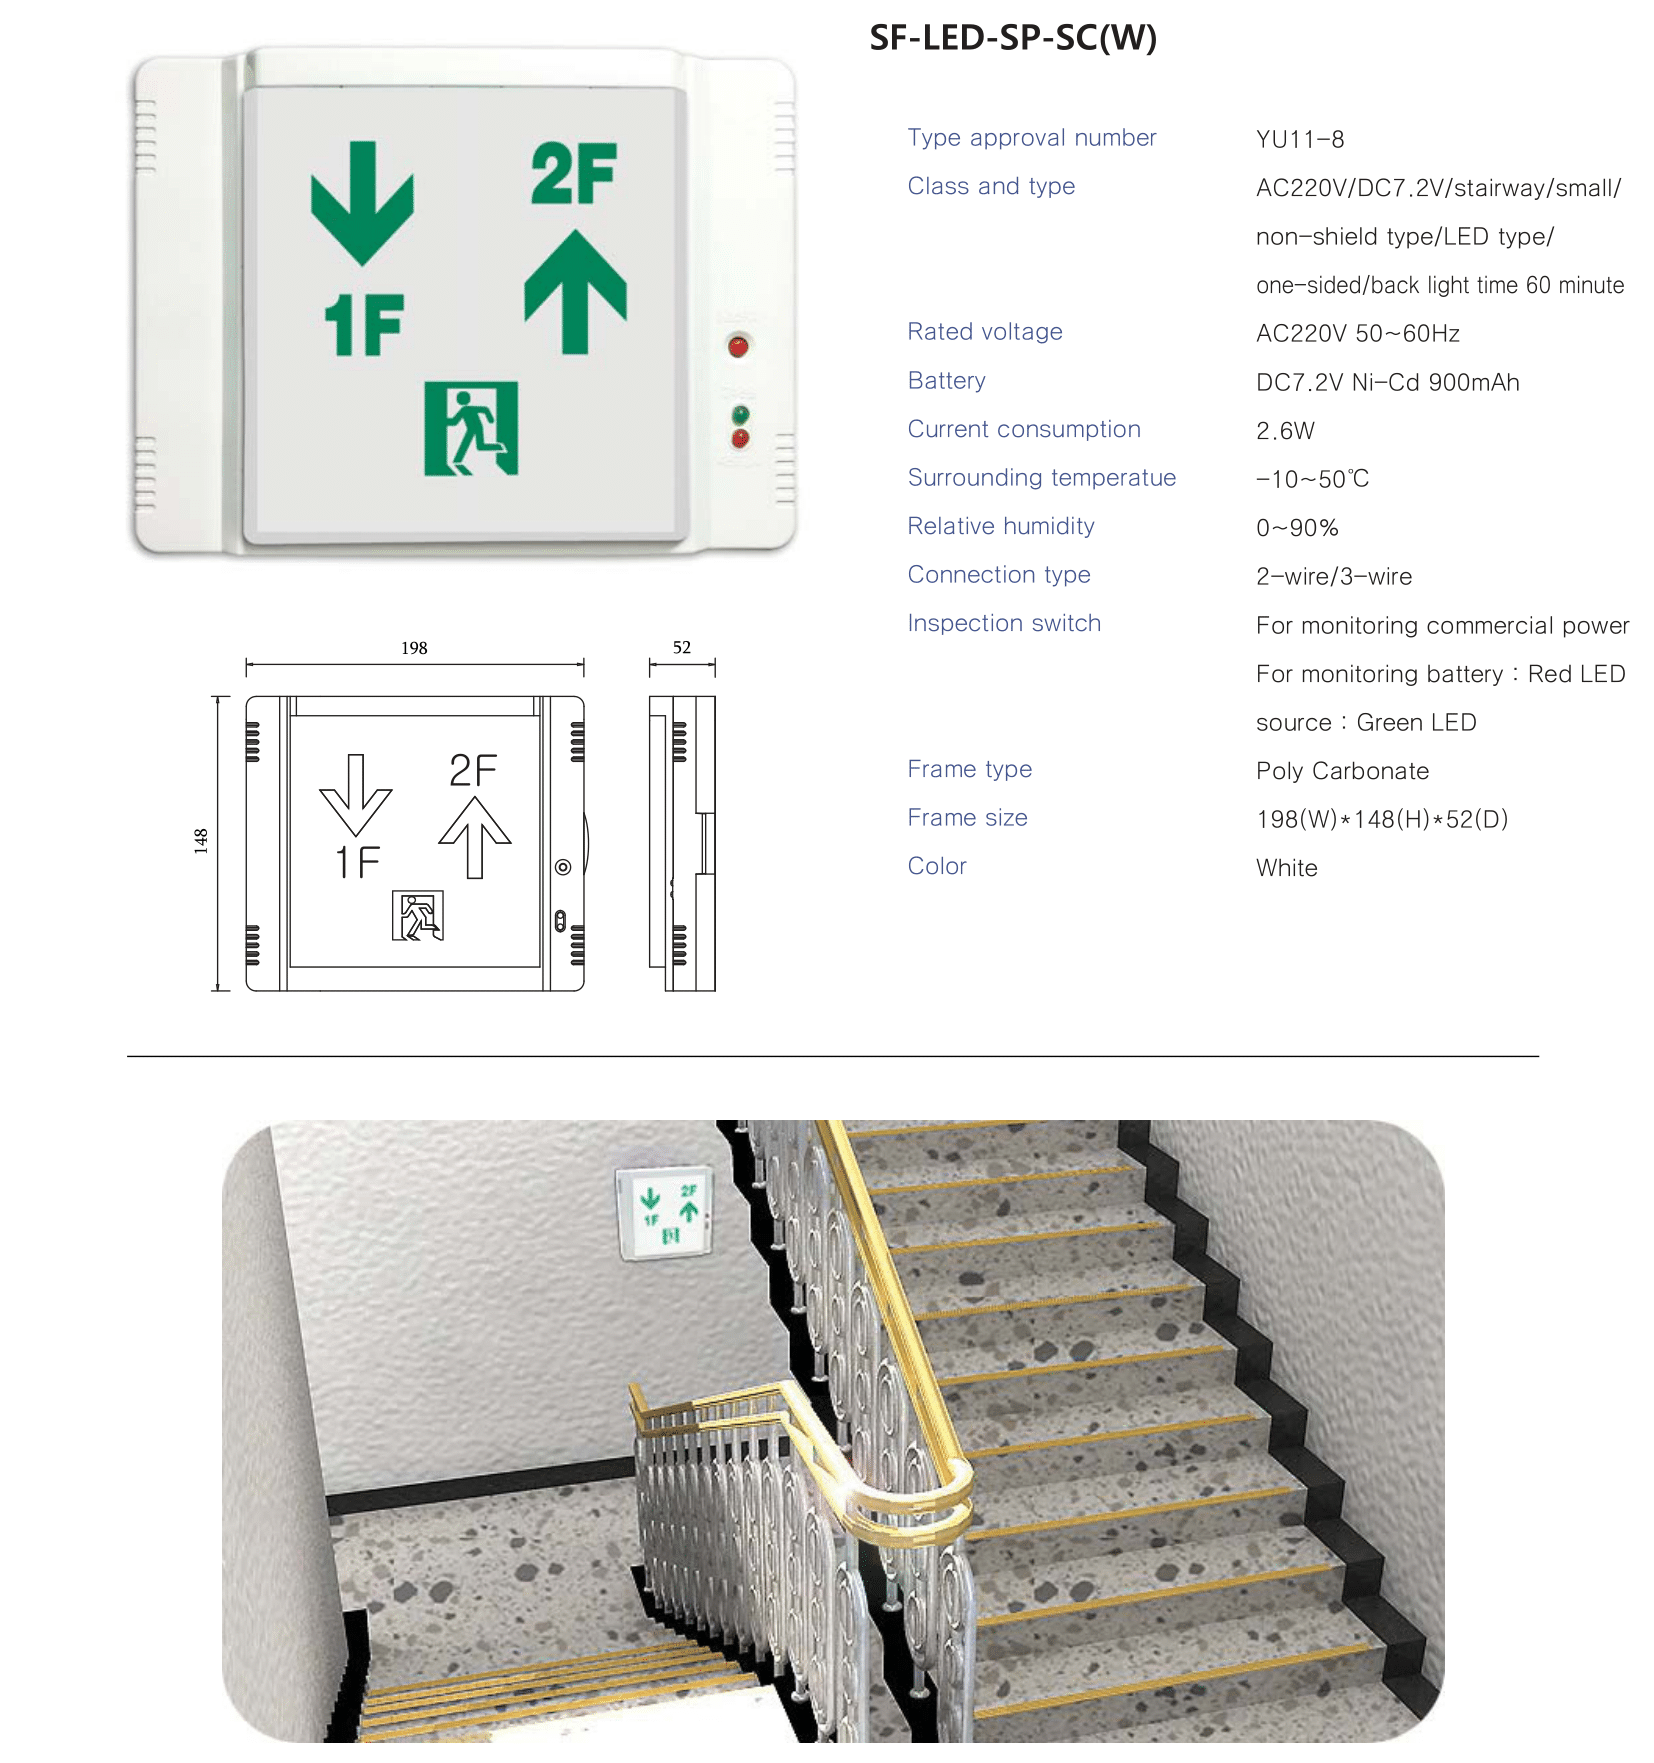 SF-LED-SP-SC(W)
2F
1F
Type approval number YU11-8
Class and type AC220V/DC7.2V/stairway/small/
non-shield type/LED type/
one-sided/back light time 60 minute
Rated voltage AC220V 50~60Hz
Battery DC7.2V Ni-Cd 900mAh
Current consumption 2.6W
Surrounding temperatue -10~50℃
Relative humidity 0~90%
Connection type 2-wire/3-wire
Inspection switch For monitoring commercial power
For monitoring battery : Red LED
source : Green LED
Frame type Poly Carbonate
Frame size 198(W)*148(H)*52(D)
Color White
198
52
148
2F
1F
2F
1F